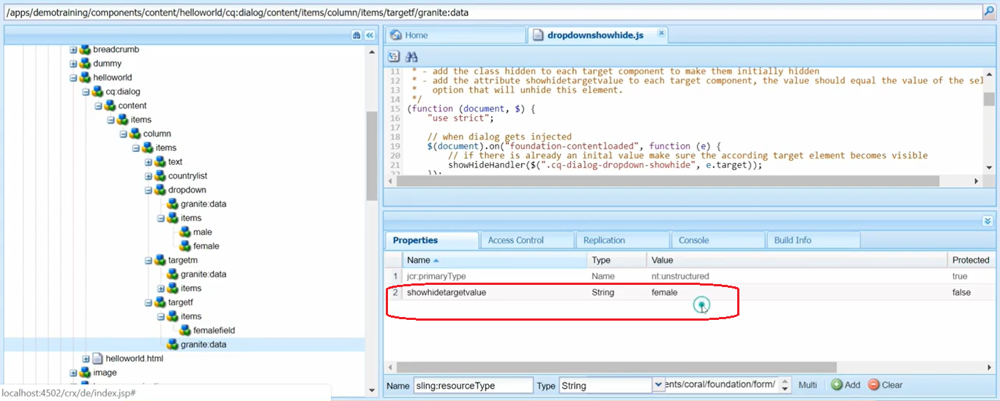 /apps/demotraining/components/content/helloworld/cq:dialog/content/items/column/items/targetf/granite:data
breadcrumb
dummy
helloworld
cq:dialog
content
items
column
items
text
countrylist
dropdown
granite:data
items
male
female
targetm
granite:data
items
targetf
items
femalefield
granite:data
helloworld.html
image
localhost:4502/crx/de/index.jsp#
Home
dropdownshowhide.js
11 * - add the class hidden to each target component to make them initially hidden
12 * - add the attribute showhidetargetvalue to each target component, the value should equal the value of the sel
13 * option that will unhide this element.
14 */
15 (function (document, $) {
16 "use strict";
17
18 // when dialog gets injected
19 $(document).on("foundation-contentloaded", function (e) {
20 // if there is already an inital value make sure the according target element becomes visible
21 showHideHandler($(".cq-dialog-dropdown-showhide", e.target));
22 });
Properties Access Control Replication Console Build Info
Name Type Value Protected
1 jcr:primaryType Name nt:unstructured true
2 showhidetargetvalue String female false
Name sling:resourceType Type String ents/coral/foundation/form/ Multi Add Clear